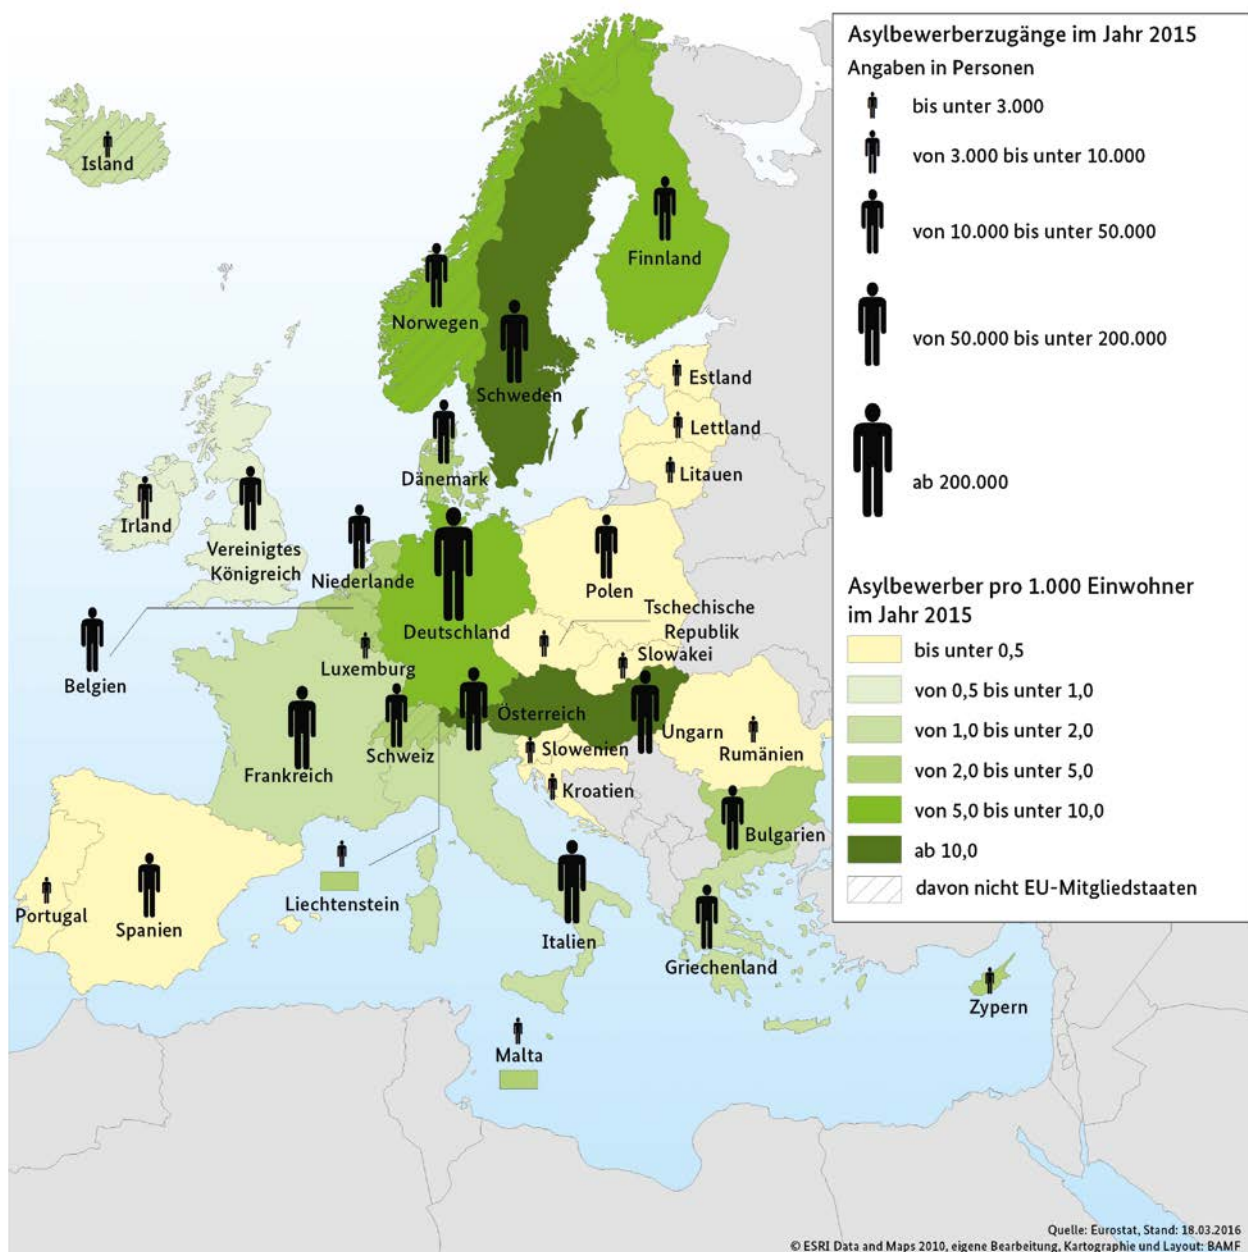 Asylbewerberzugänge im Jahr 2015
Angaben in Personen
bis unter 3.000
von 3.000 bis unter 10.000
von 10.000 bis unter 50.000
von 50.000 bis unter 200.000
ab 200.000
Asylbewerber pro 1.000 Einwohner
im Jahr 2015
bis unter 0,5
von 0,5 bis unter 1,0
von 1,0 bis unter 2,0
von 2,0 bis unter 5,0
von 5,0 bis unter 10,0
ab 10,0
davon nicht EU-Mitgliedstaaten
Island
Finnland
Norwegen
Schweden
Estland
Lettland
Litauen
Dänemark
Irland
Vereinigtes
Königreich
Niederlande
Polen
Deutschland
Tschechische
Republik
Slowakei
Luxemburg
Belgien
Österreich
Ungarn
Schweiz
Slowenien
Rumänien
Frankreich
Kroatien
Bulgarien
Liechtenstein
Portugal
Spanien
Italien
Griechenland
Zypern
Malta
Quelle: Eurostat, Stand: 18.03.2016
© ESRI Data and Maps 2010, eigene Bearbeitung, Kartographie und Layout: BAMF